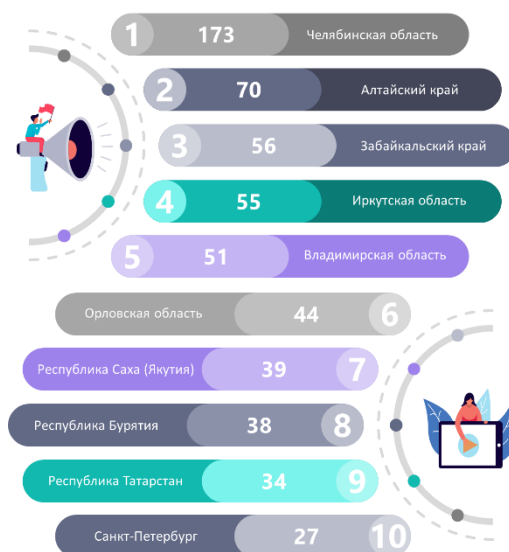 1 173 Челябинская область
2 70 Алтайский край
3 56 Забайкальский край
4 55 Иркутская область
5 51 Владимирская область
Орловская область 44 6
Республика Саха (Якутия) 39 7
Республика Бурятия 38 8
Республика Татарстан 34 9
Санкт-Петербург 27 10